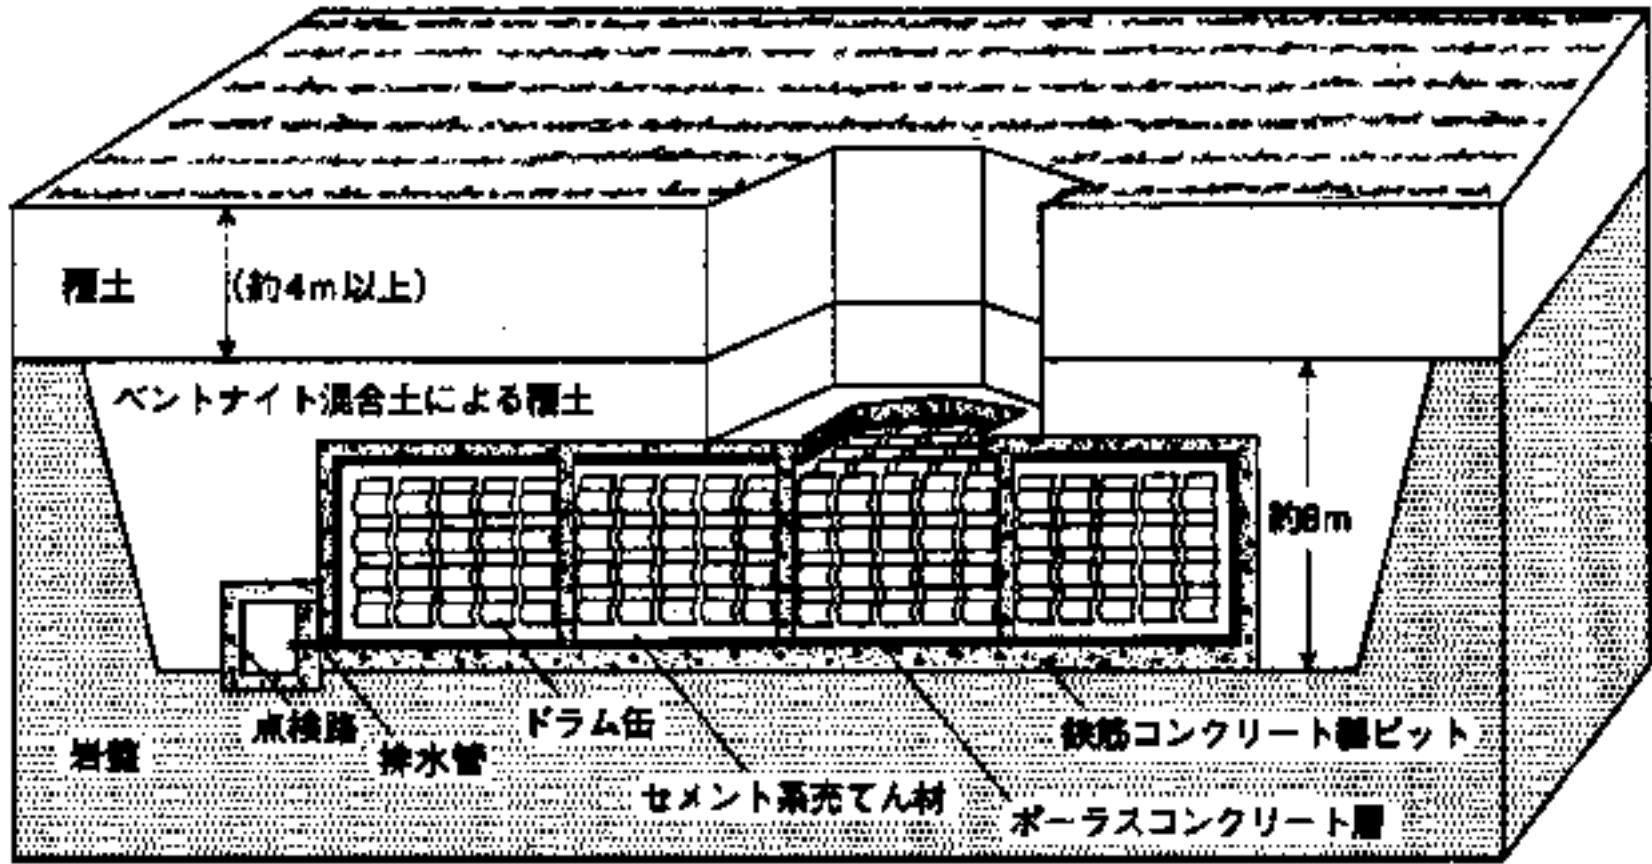 覆土
(約4m以上)
ベントナイト混合土による覆土
約8m
点検路
ドラム缶
鉄筋コンクリート製ピット
岩盤
排水管
セメント系充てん材
ポーラスコンクリート層